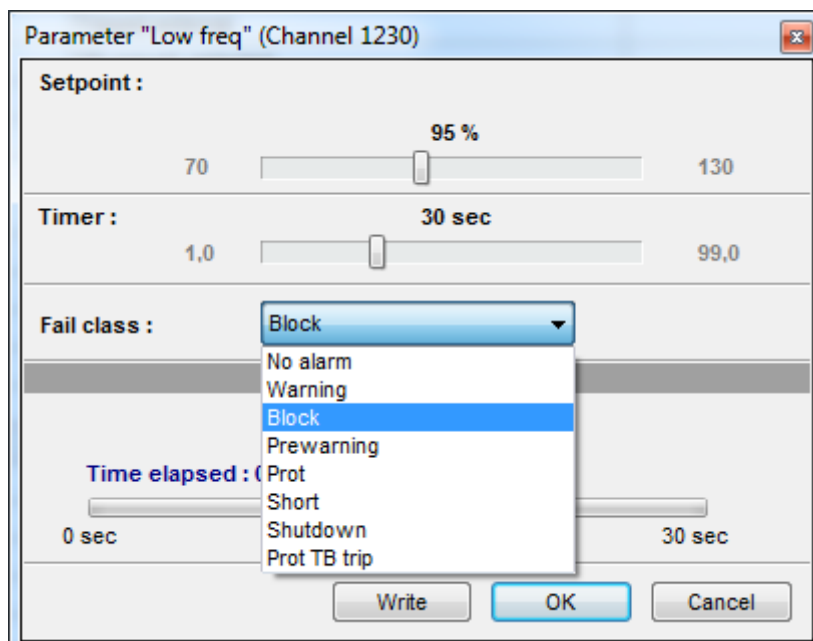 Parameter "Low freq" (Channel 1230)
Setpoint :
95 %
70 130
Timer : 30 sec
1,0 99,0
Fail class : Block
No alarm
Warning
Block
Prewarning
Time elapsed : Prot
Short
0 sec Shutdown 30 sec
Prot TB trip
Write OK Cancel